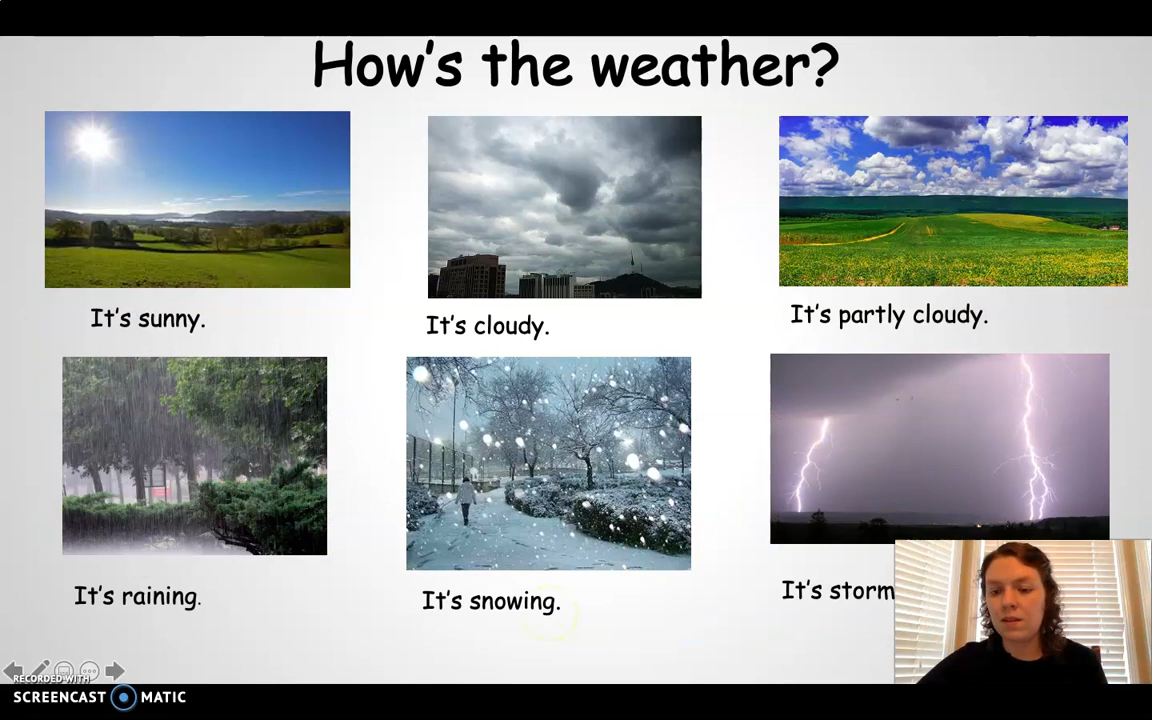 How's the weather?
It's sunny.
It's cloudy.
It's partly cloudy.
It's raining.
It's snowing.
It's storm
RECORDED WITH
SCREENCAST MATIC